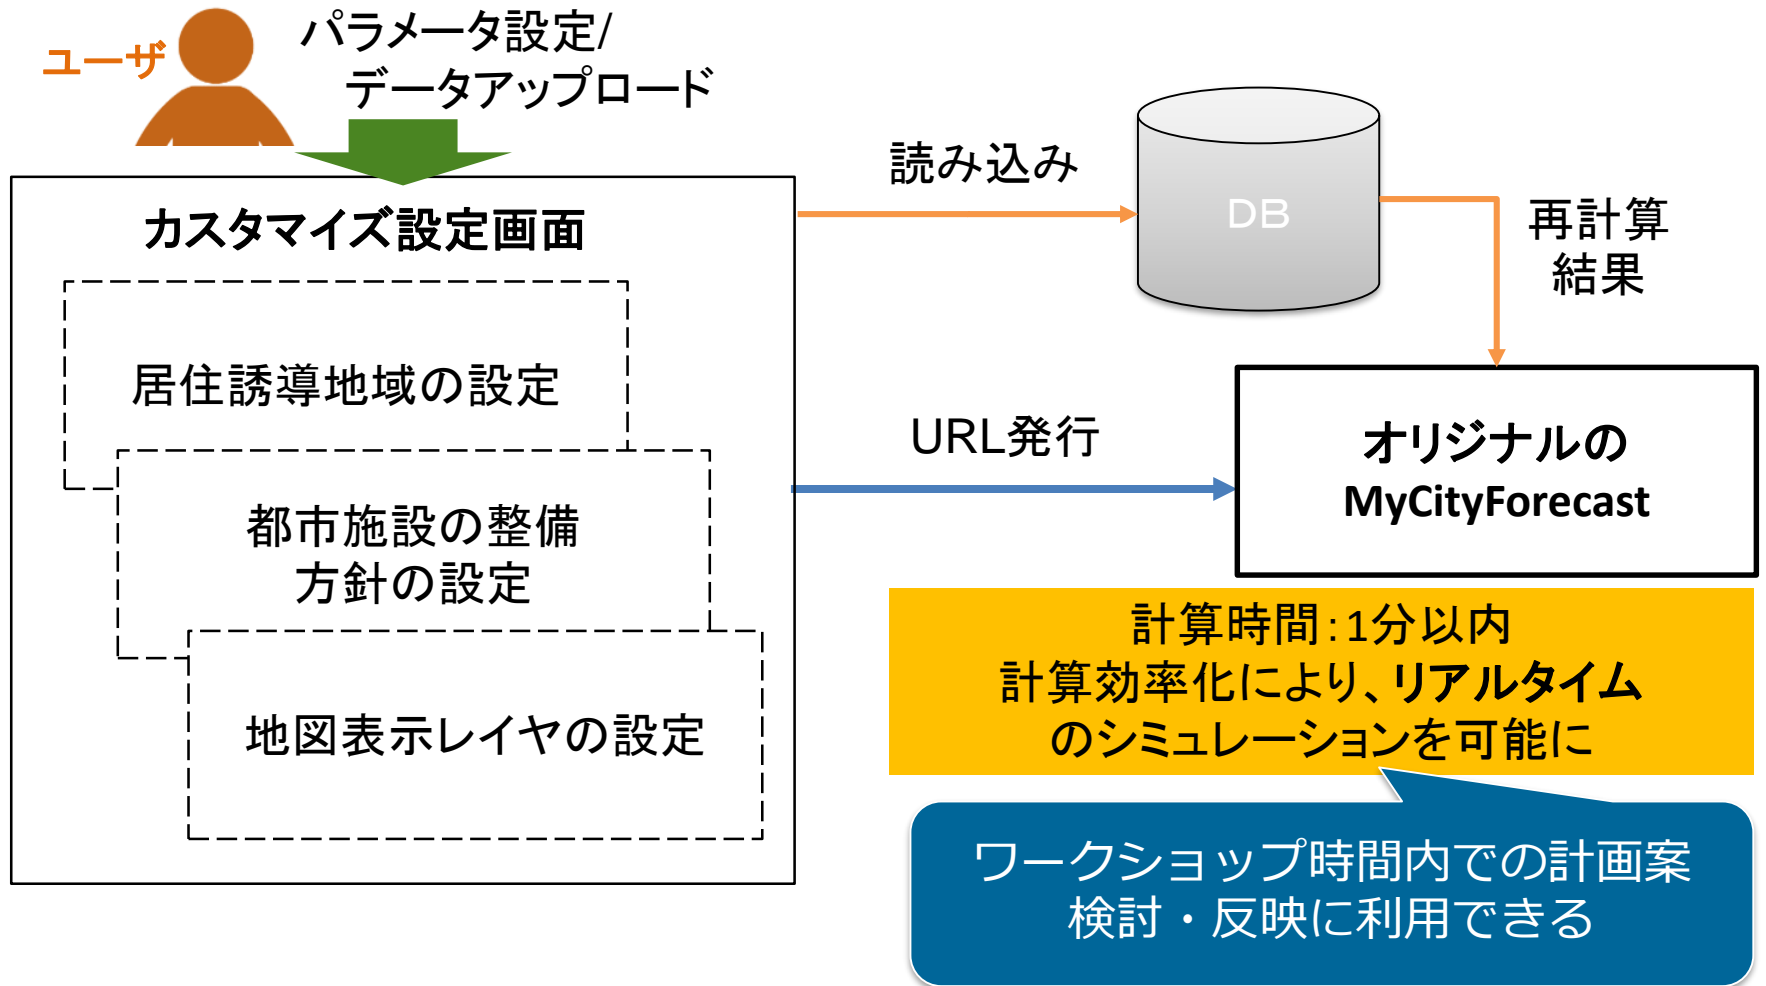 ユーザ
パラメータ設定/
データアップロード
カスタマイズ設定画面
居住誘導地域の設定
都市施設の整備
方針の設定
地図表示レイヤの設定
読み込み
DB
再計算
結果
URL発行
オリジナルの
MyCityForecast
計算時間：1分以内
計算効率化により、リアルタイム
のシミュレーションを可能に
ワークショップ時間内での計画案
検討・反映に利用できる